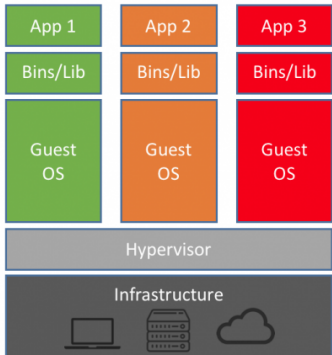 App 1
App 2
App 3
Bins/Lib
Bins/Lib
Bins/Lib
Guest
OS
Guest
OS
Guest
OS
Hypervisor
Infrastructure